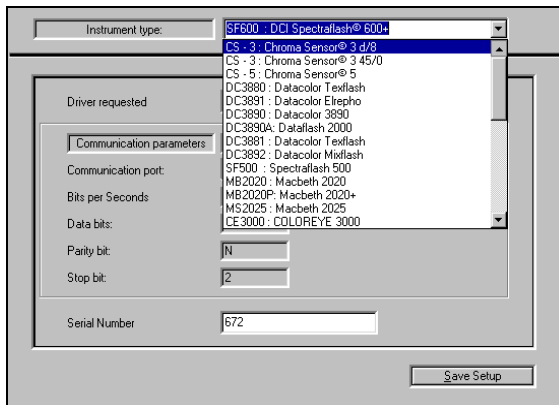 Instrument type:
SF600 : DCI Spectraflash® 600+
CS - 3 : Chroma Sensor® 3 d/8
CS - 3 : Chroma Sensor® 3 45/0
CS - 5 : Chroma Sensor® 5
DC3880 : Datacolor Texflash
DC3891 : Datacolor Elrepho
DC3890 : Datacolor 3890
DC3890A: Dataflash 2000
DC3881 : Datacolor Texflash
DC3892 : Datacolor Mixflash
SF500 : Spectraflash 500
MB2020 : Macbeth 2020
MB2020P: Macbeth 2020+
MS2025 : Macbeth 2025
CE3000 : COLOREYE 3000
Driver requested
Communication parameters
Communication port:
Bits per Seconds
Data bits:
Parity bit:
N
Stop bit:
2
Serial Number
672
Save Setup